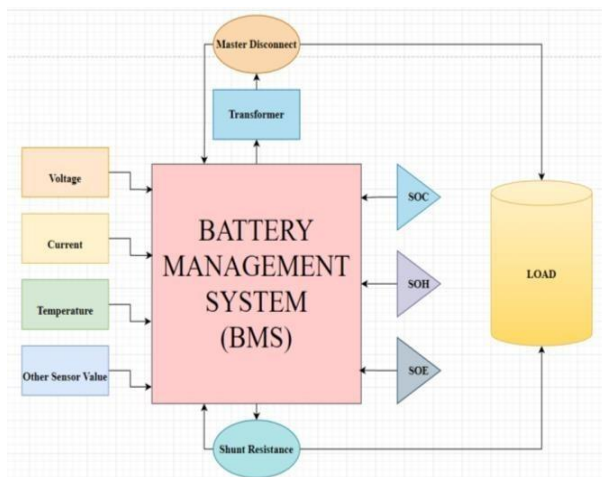 Master Disconnect
Transformer
Voltage
Current
Temperature
Other Sensor Value
BATTERY
MANAGEMENT
SYSTEM
(BMS)
SOC
SOH
SOE
LOAD
Shunt Resistance